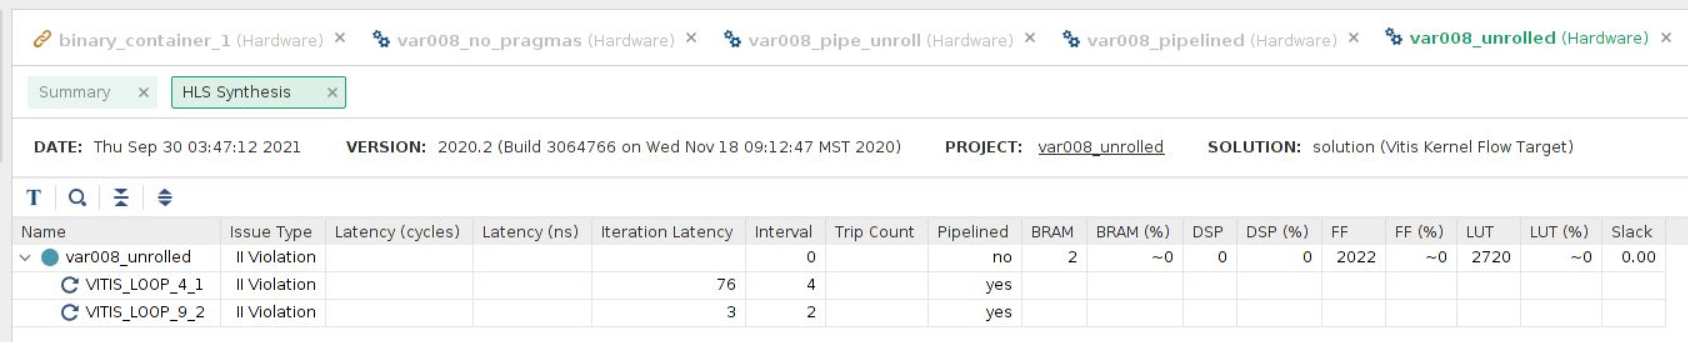 binary_container_1 (Hardware) × var008_no_pragmas (Hardware) × var008_pipe_unroll (Hardware) × var008_pipelined (Hardware) × var008_unrolled (Hardware) ×
Summary × HLS Synthesis ×
DATE: Thu Sep 30 03:47:12 2021 VERSION: 2020.2 (Build 3064766 on Wed Nov 18 09:12:47 MST 2020) PROJECT: var008_unrolled SOLUTION: solution (Vitis Kernel Flow Target)
T
Name Issue Type Latency (cycles) Latency (ns) Iteration Latency Interval Trip Count Pipelined BRAM BRAM (%) DSP DSP (%) FF FF (%) LUT LUT (%) Slack
var008_unrolled II Violation 0 no 2 ~0 0 0 2022 ~0 2720 ~0 0.00
VITIS_LOOP_4_1 II Violation 76 4 yes
VITIS_LOOP_9_2 II Violation 3 2 yes